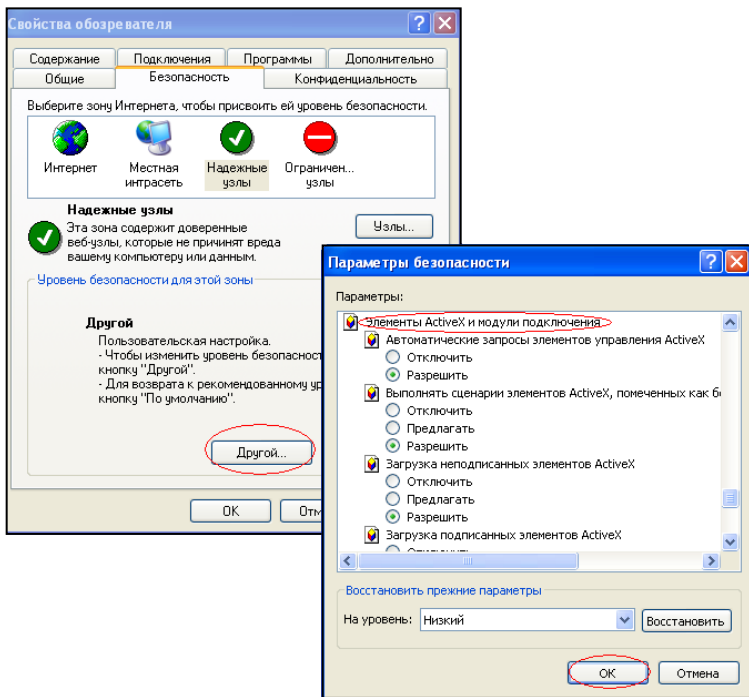 Свойства обозревателя
Содержание Подключения Программы Дополнительно
Общие Безопасность Конфиденциальность
Выберите зону Интернета, чтобы присвоить ей уровень безопасности.
Интернет Местная интрасеть Надежные узлы Ограничен... узлы
Надежные узлы
Эта зона содержит доверенные
веб-узлы, которые не причинят вреда
вашему компьютеру или данным.
Узлы...
Уровень безопасности для этой зоны
Другой
Пользовательская настройка.
- Чтобы изменить уровень безопасност
кнопку "Другой".
- Для возврата к рекомендованному ур
кнопку "По умолчанию".
Другой...
OK Отм
Параметры безопасности
Параметры:
Элементы ActiveX и модули подключения
Автоматические запросы элементов управления ActiveX
Отключить
Разрешить
Выполнять сценарии элементов ActiveX, помеченных как б
Отключить
Предлагать
Разрешить
Загрузка неподписанных элементов ActiveX
Отключить
Предлагать
Разрешить
Загрузка подписанных элементов ActiveX
Отключить
Восстановить прежние параметры
На уровень: Низкий Восстановить
OK Отмена